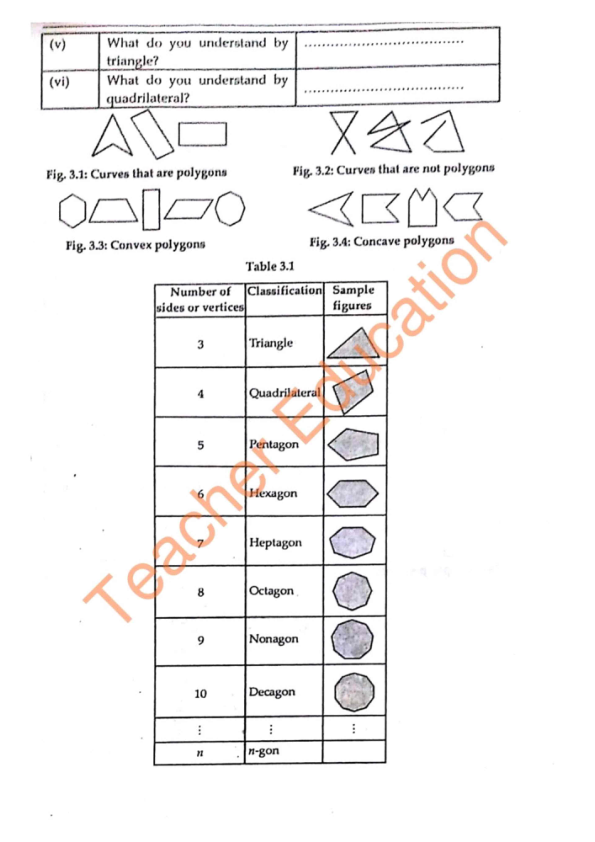 (v) What do you understand by ....................................
triangle?
(vi) What do you understand by ....................................
quadrilateral?
Fig. 3.1: Curves that are polygons
Fig. 3.2: Curves that are not polygons
Fig. 3.3: Convex polygons
Fig. 3.4: Concave polygons
Table 3.1
Number of sides or vertices Classification Sample figures
3 Triangle
4 Quadrilateral
5 Pentagon
6 Hexagon
7 Heptagon
8 Octagon
9 Nonagon
10 Decagon
⋮ ⋮ ⋮
n n-gon
Teacher Education